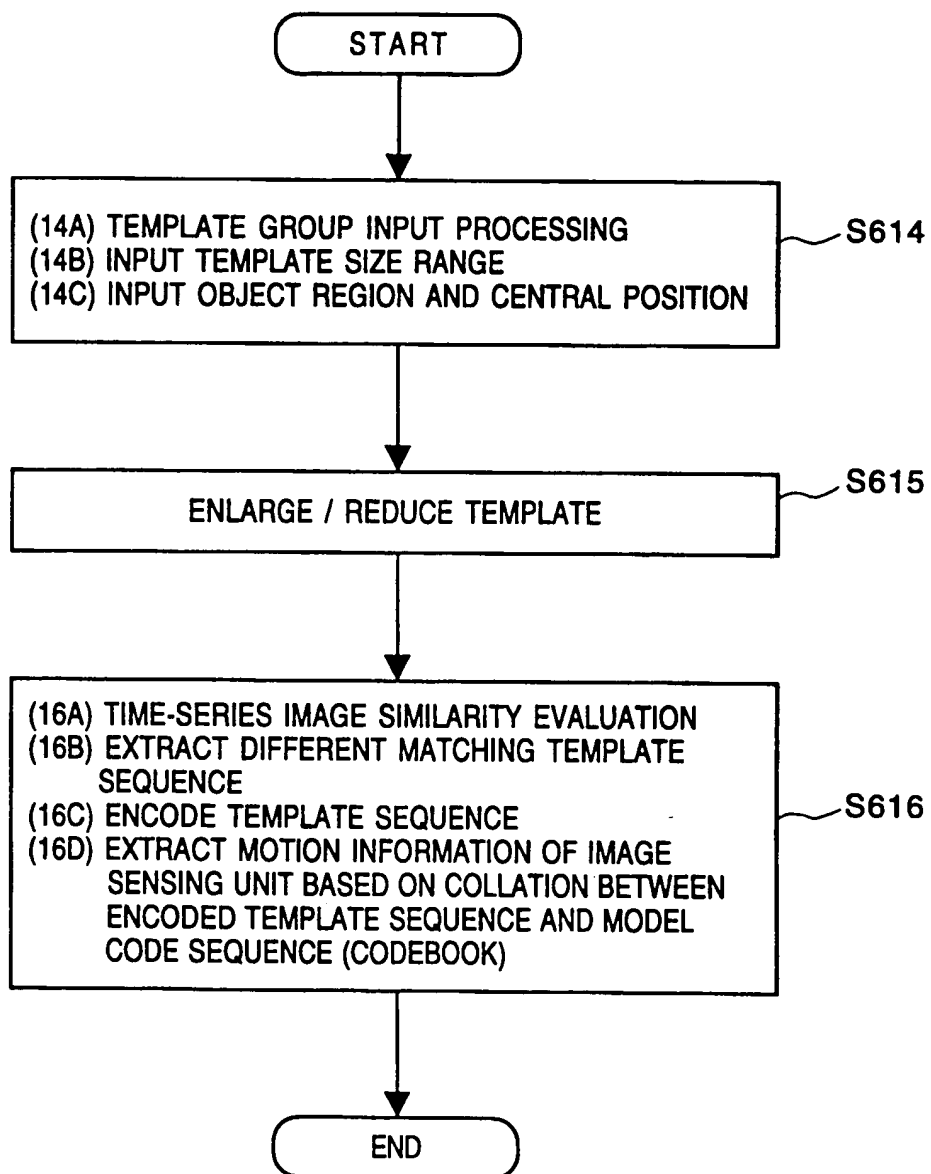 START
(14A) TEMPLATE GROUP INPUT PROCESSING
(14B) INPUT TEMPLATE SIZE RANGE
(14C) INPUT OBJECT REGION AND CENTRAL POSITION
S614
ENLARGE / REDUCE TEMPLATE
S615
(16A) TIME-SERIES IMAGE SIMILARITY EVALUATION
(16B) EXTRACT DIFFERENT MATCHING TEMPLATE
SEQUENCE
(16C) ENCODE TEMPLATE SEQUENCE
(16D) EXTRACT MOTION INFORMATION OF IMAGE
SENSING UNIT BASED ON COLLATION BETWEEN
ENCODED TEMPLATE SEQUENCE AND MODEL
CODE SEQUENCE (CODEBOOK)
S616
END